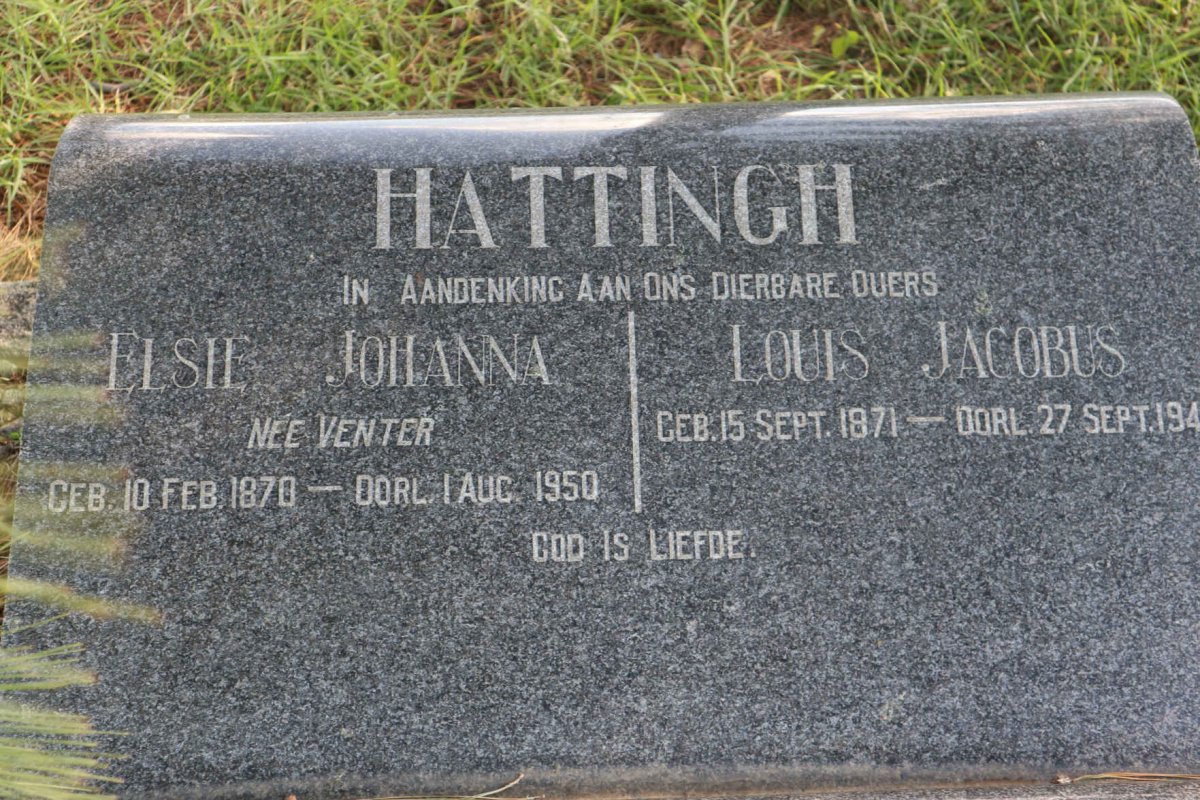 HATTINGH
IN AANDENKING AAN ONS DIERBARE OUERS
ELSIE JOHANNA
NÉE VENTER
GEB. 10 FEB 1870 — OORL. 1 AUG. 1950
LOUIS JACOBUS
GEB. 15 SEPT. 1871 — OORL. 27 SEPT.
GOD IS LIEFDE.